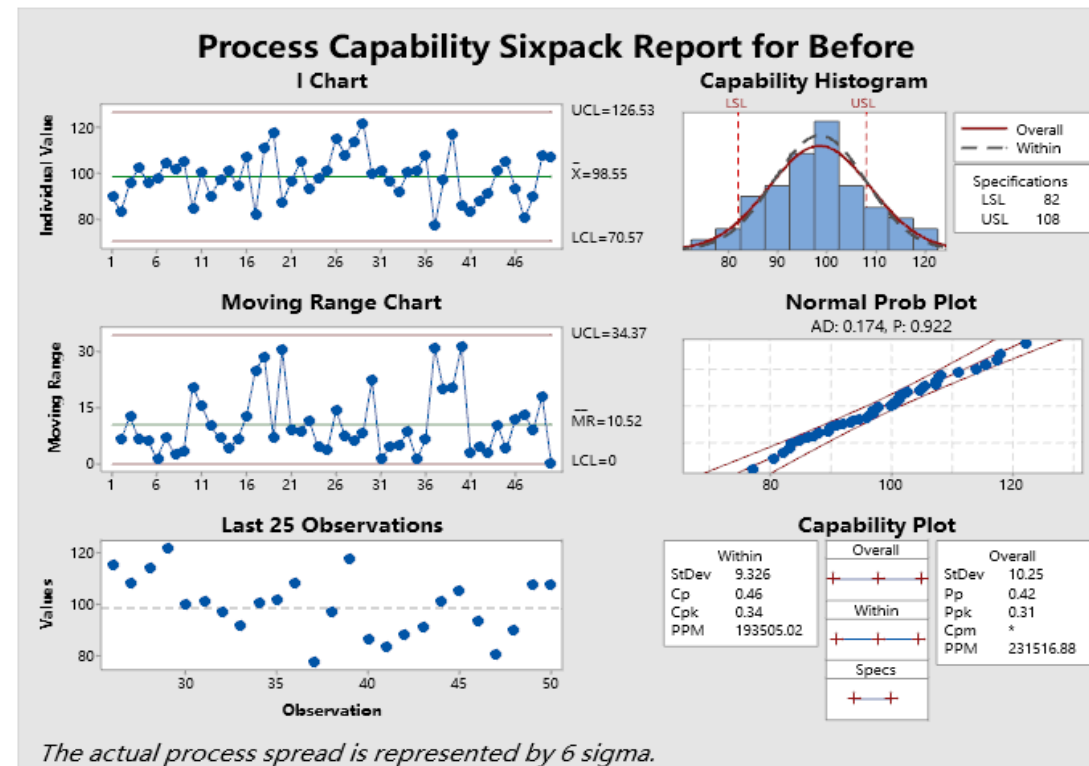 Process Capability Sixpack Report for Before
I Chart
Individual Value
120
100
80
UCL=126.53
X̄=98.55
LCL=70.57
1 6 11 16 21 26 31 36 41 46
Capability Histogram
LSL USL
80 90 100 110 120
Overall
Within
Specifications
LSL 82
USL 108
Moving Range Chart
Moving Range
30
15
0
UCL=34.37
M̄R̄=10.52
LCL=0
1 6 11 16 21 26 31 36 41 46
Normal Prob Plot
AD: 0.174, P: 0.922
80 100 120
Last 25 Observations
Values
120
100
80
30 35 40 45 50
Observation
Capability Plot
Within
StDev 9.326
Cp 0.46
Cpk 0.34
PPM 193505.02
Overall
Within
Specs
Overall
StDev 10.25
Pp 0.42
Ppk 0.31
Cpm *
PPM 231516.88
The actual process spread is represented by 6 sigma.